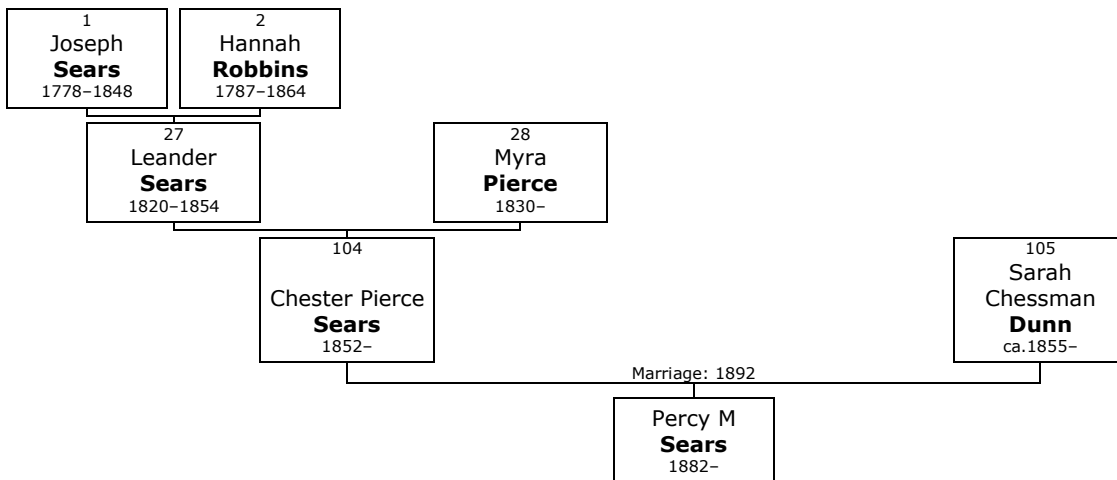 1
Joseph
Sears
1778–1848
2
Hannah
Robbins
1787–1864
27
Leander
Sears
1820–1854
28
Myra
Pierce
1830–
104
Chester Pierce
Sears
1852–
105
Sarah
Chessman
Dunn
ca.1855–
Marriage: 1892
Percy M
Sears
1882–